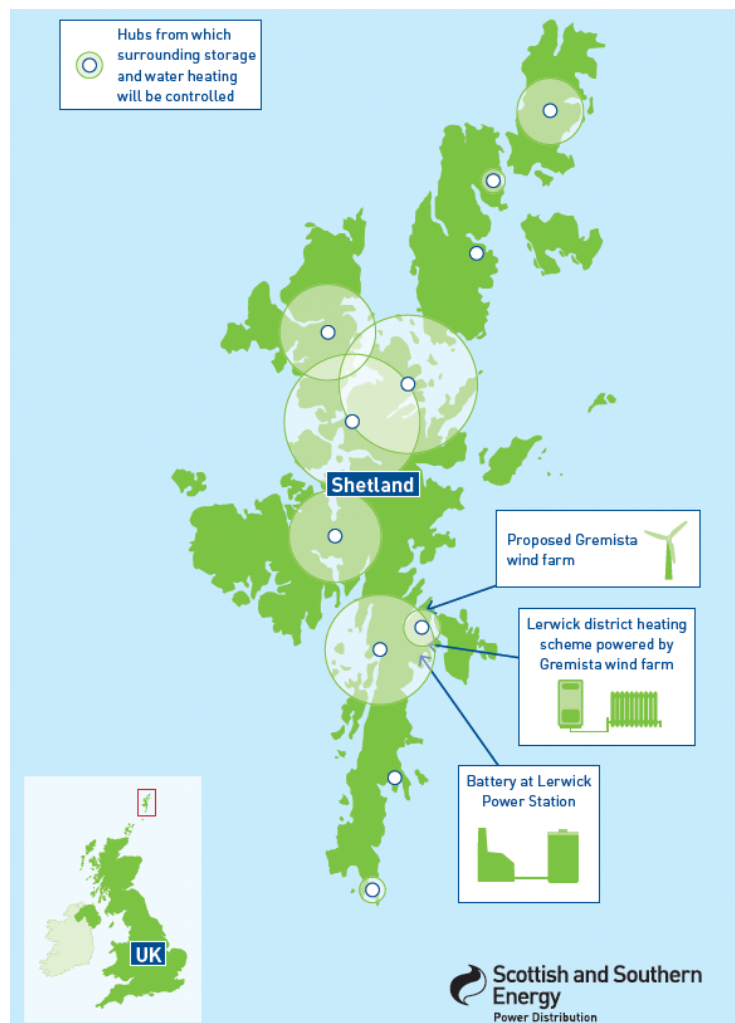 Hubs from which
surrounding storage
and water heating
will be controlled
Shetland
Proposed Gremista
wind farm
Lerwick district heating
scheme powered by
Gremista wind farm
Battery at Lerwick
Power Station
UK
Scottish and Southern
Energy
Power Distribution